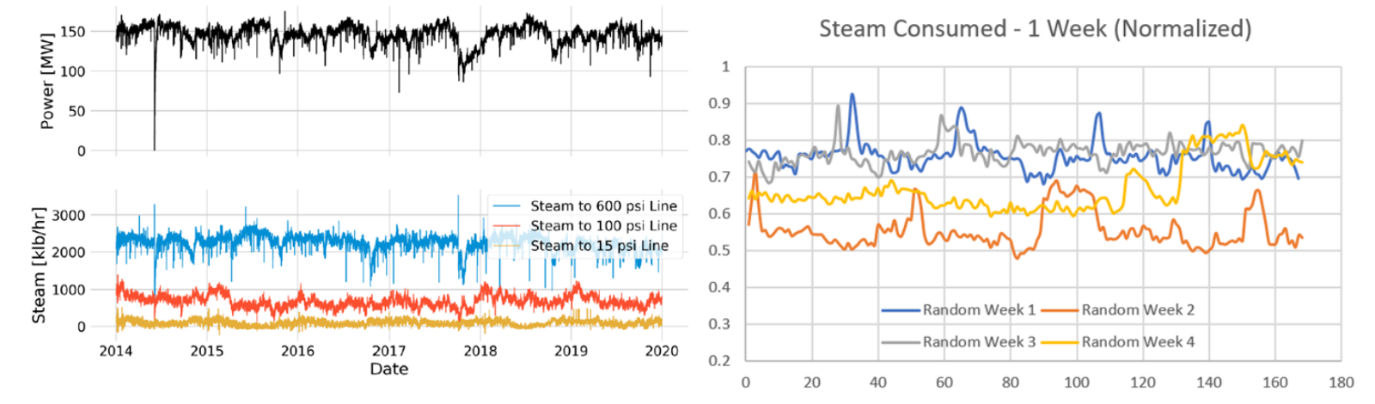 Power [MW]
150
100
50
0
Steam [klb/hr]
3000
2000
1000
0
Steam to 600 psi Line
Steam to 100 psi Line
Steam to 15 psi Line
2014 2015 2016 2017 2018 2019 2020
Date
Steam Consumed - 1 Week (Normalized)
1
0.9
0.8
0.7
0.6
0.5
0.4
0.3
0.2
Random Week 1 Random Week 2
Random Week 3 Random Week 4
0 20 40 60 80 100 120 140 160 180